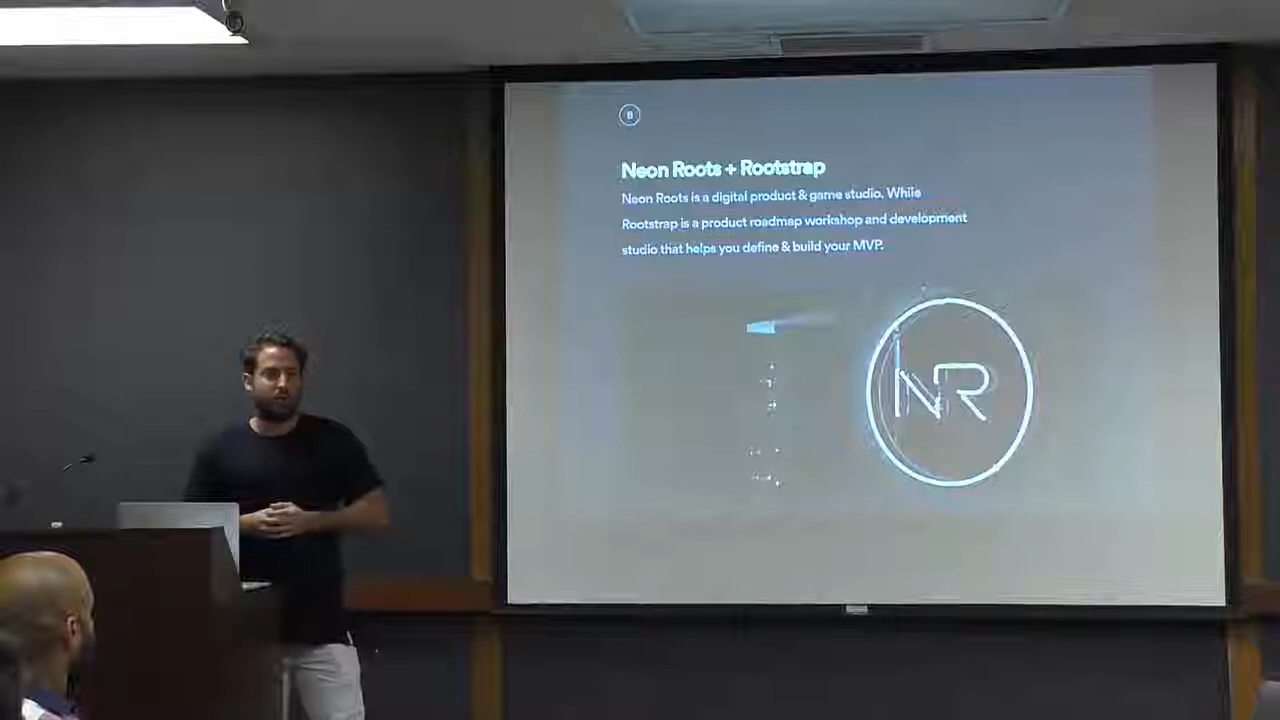 Neon Roots + Rootstrap
Neon Roots is a digital product & game studio. While
Rootstrap is a product roadmap workshop and development
studio that helps you define & build your MVP.
NR